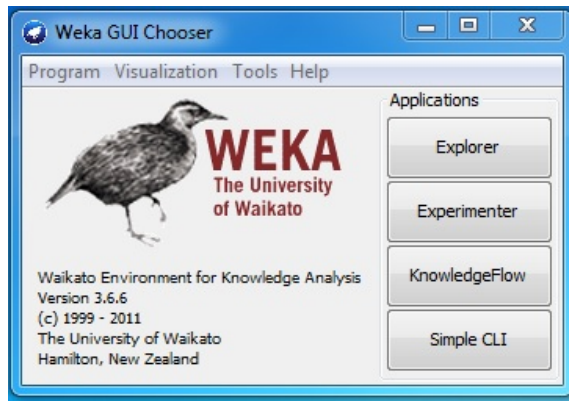 Weka GUI Chooser
Program Visualization Tools Help
WEKA
The University
of Waikato
Waikato Environment for Knowledge Analysis
Version 3.6.6
(c) 1999 - 2011
The University of Waikato
Hamilton, New Zealand
Applications
Explorer
Experimenter
KnowledgeFlow
Simple CLI